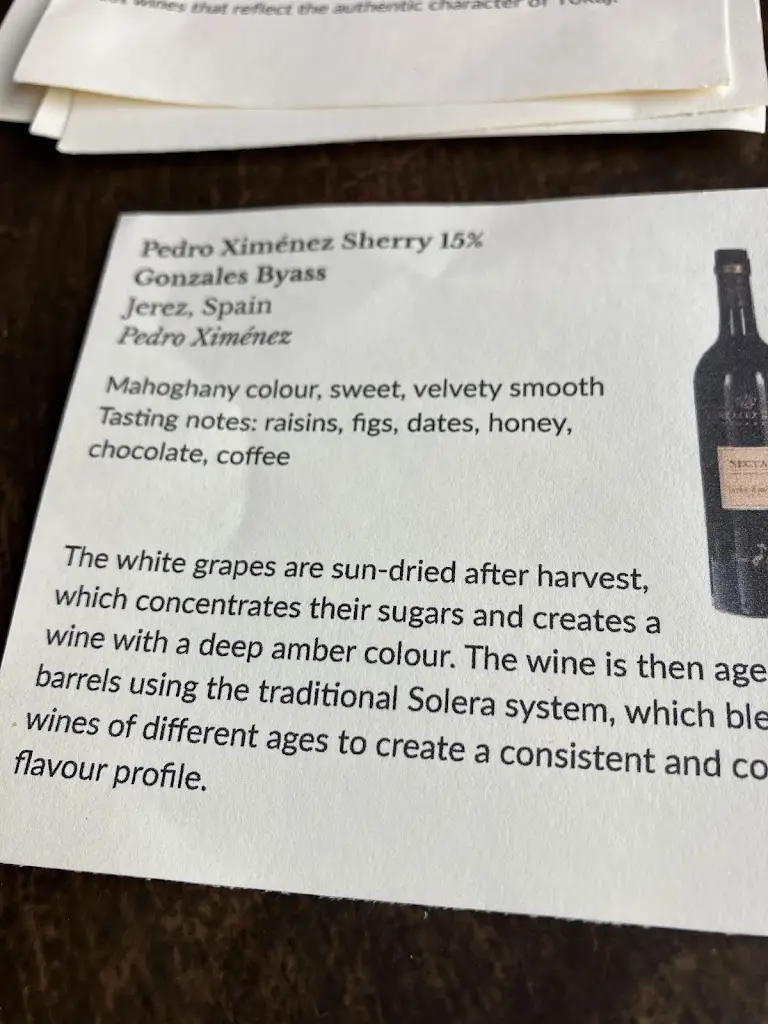 wines that reflect the authentic character of
Pedro Ximénez Sherry 15%
Gonzales Byass
Jerez, Spain
Pedro Ximénez
Mahoghany colour, sweet, velvety smooth
Tasting notes: raisins, figs, dates, honey,
chocolate, coffee
NECTA
The white grapes are sun-dried after harvest,
which concentrates their sugars and creates a
wine with a deep amber colour. The wine is then age
barrels using the traditional Solera system, which ble
wines of different ages to create a consistent and co
flavour profile.